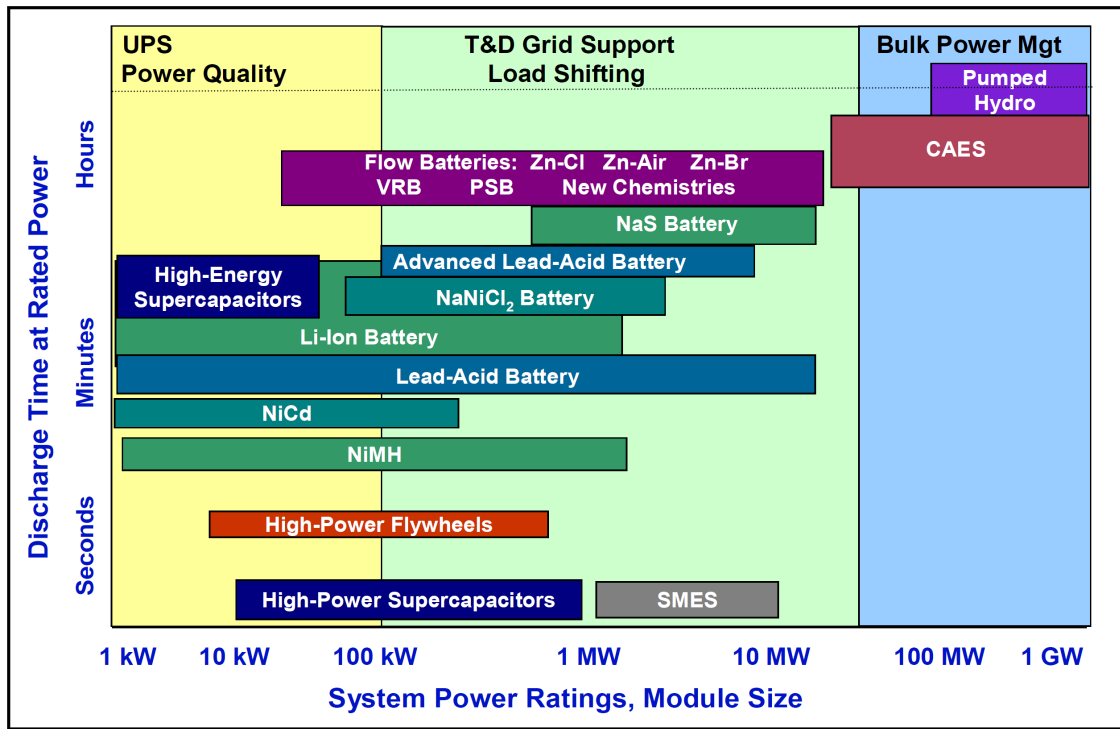 UPS
Power Quality
T&D Grid Support
Load Shifting
Bulk Power Mgt
Pumped
Hydro
CAES
Flow Batteries: Zn-Cl Zn-Air Zn-Br
VRB PSB New Chemistries
NaS Battery
Advanced Lead-Acid Battery
High-Energy
Supercapacitors
NaNiCl2 Battery
Li-Ion Battery
Lead-Acid Battery
NiCd
NiMH
High-Power Flywheels
High-Power Supercapacitors
SMES
Discharge Time at Rated Power
Hours
Minutes
Seconds
1 kW 10 kW 100 kW 1 MW 10 MW 100 MW 1 GW
System Power Ratings, Module Size